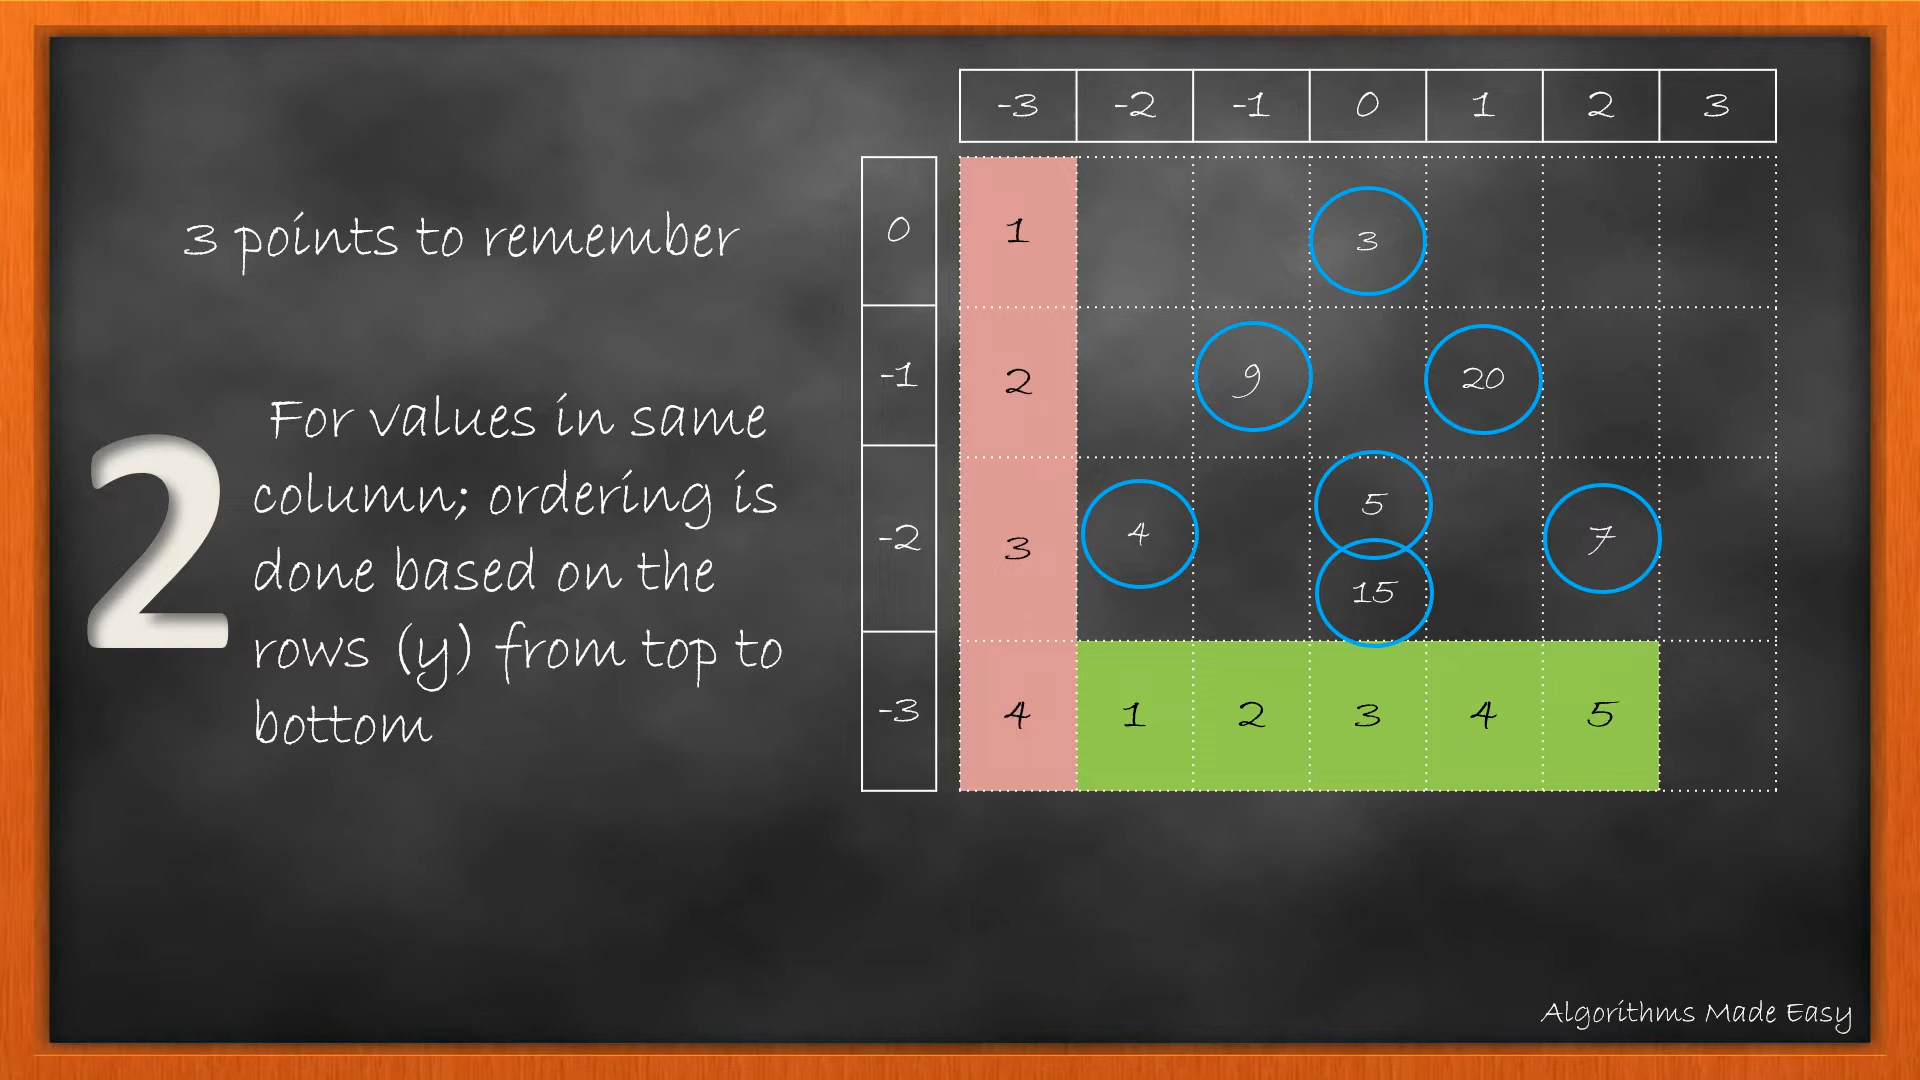 3 points to remember
2
For values in same
column; ordering is
done based on the
rows (y) from top to
bottom
-3 -2 -1 0 1 2 3
0 1 3
-1 2 9 20
-2 3 4 5 7
15
-3 4 1 2 3 4 5
Algorithms Made Easy